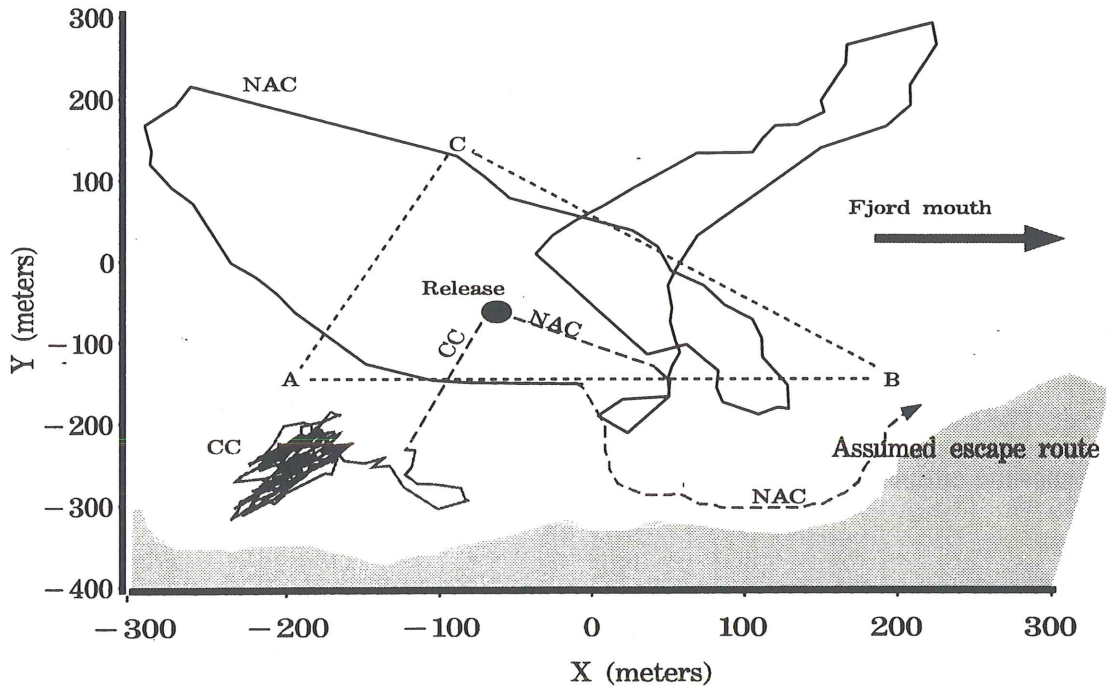 300
NAC
200
C
100
Fjord mouth
0
Release
NAC
CC
−100
A
B
−200
CC
Assumed escape route
−300
NAC
−400
−300
−200
−100
0
100
200
300
X (meters)
Y (meters)